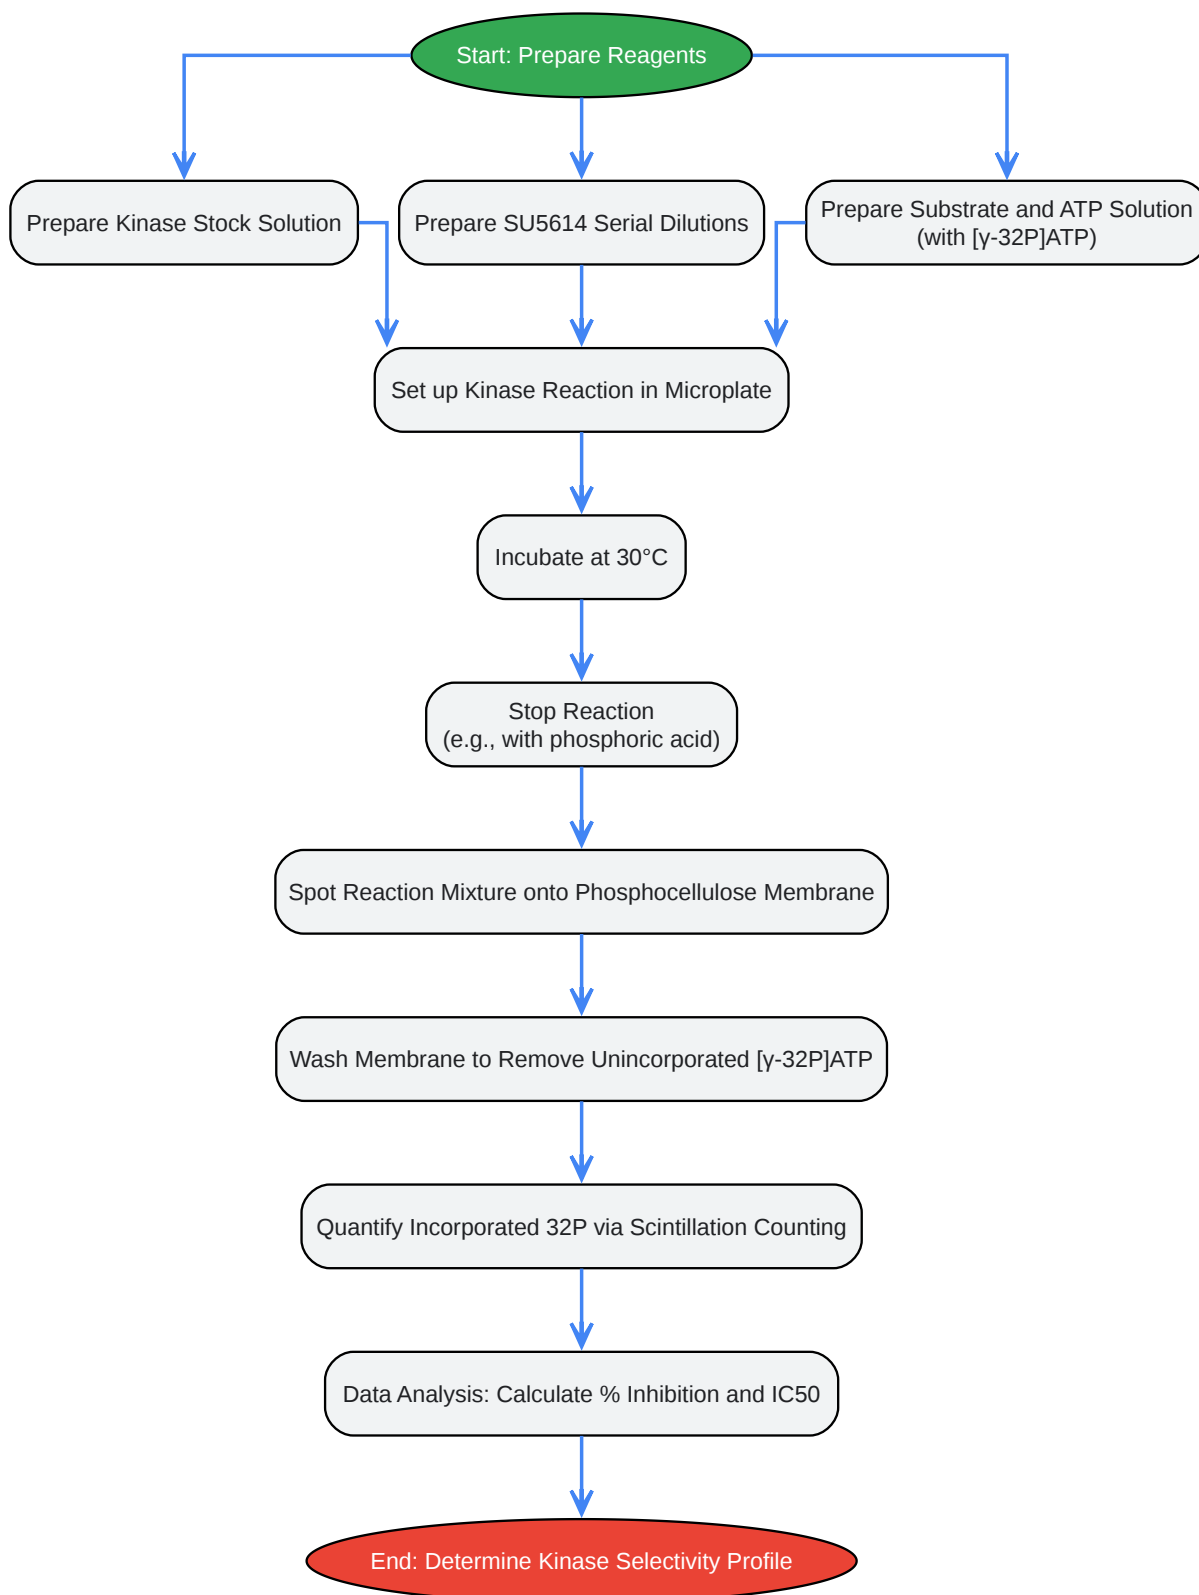 Start: Prepare Reagents
Prepare Kinase Stock Solution
Prepare SU5614 Serial Dilutions
Prepare Substrate and ATP Solution
(with [γ-32P]ATP)
Set up Kinase Reaction in Microplate
Incubate at 30°C
Stop Reaction
(e.g., with phosphoric acid)
Spot Reaction Mixture onto Phosphocellulose Membrane
Wash Membrane to Remove Unincorporated [γ-32P]ATP
Quantify Incorporated 32P via Scintillation Counting
Data Analysis: Calculate % Inhibition and IC50
End: Determine Kinase Selectivity Profile